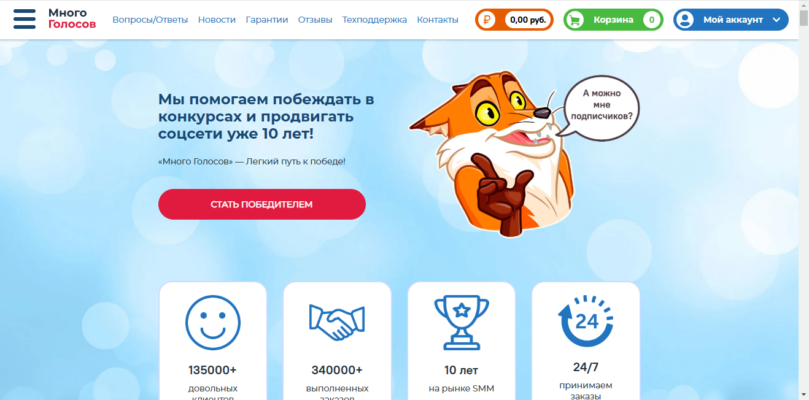 Много
Голосов
Вопросы/Ответы Новости Гарантии Отзывы Техподдержка Контакты
0,00 руб.
Корзина 0
Мой аккаунт
Мы помогаем побеждать в
конкурсах и продвигать
соцсети уже 10 лет!
«Много Голосов» — Легкий путь к победе!
СТАТЬ ПОБЕДИТЕЛЕМ
А можно
мне
подписчиков?
135000+
довольных
клиентов
340000+
выполненных
заказов
10 лет
на рынке SMM
24
24/7
принимаем
заказы